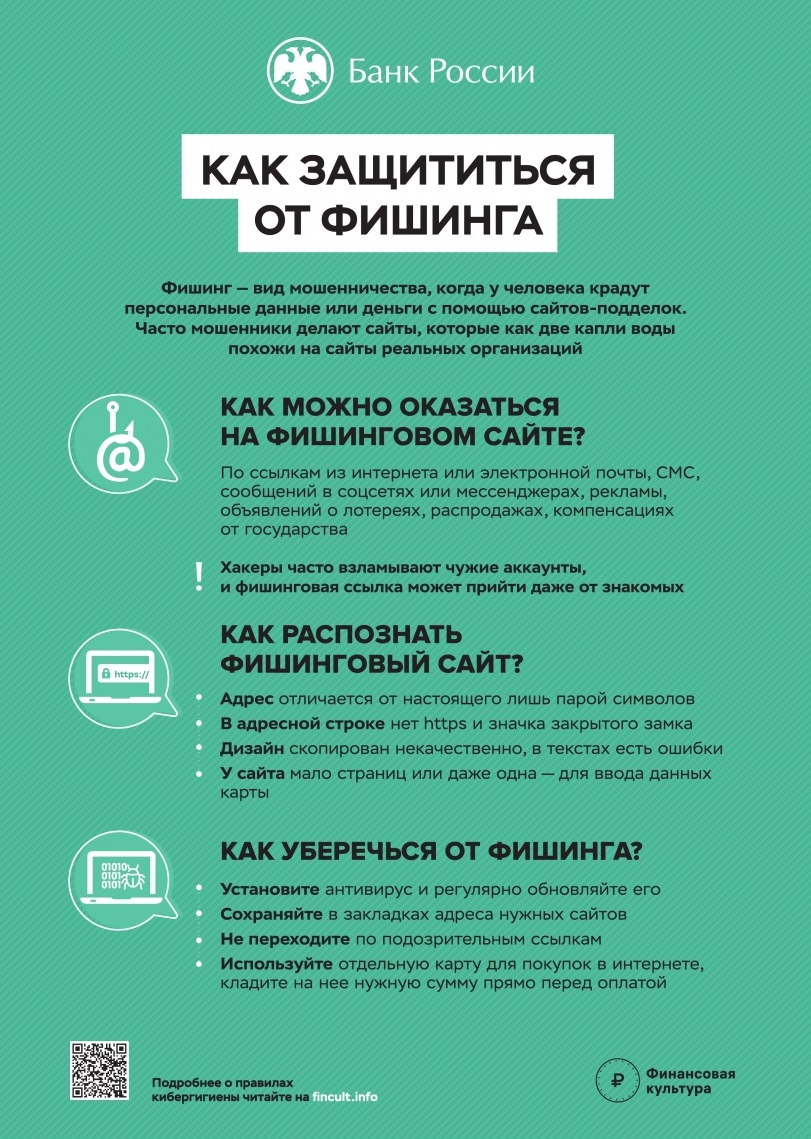 Банк России
КАК ЗАЩИТИТЬСЯ
ОТ ФИШИНГА
Фишинг — вид мошенничества, когда у человека крадут
персональные данные или деньги с помощью сайтов-подделок.
Часто мошенники делают сайты, которые как две капли воды
похожи на сайты реальных организаций
КАК МОЖНО ОКАЗАТЬСЯ
НА ФИШИНГОВОМ САЙТЕ?
По ссылкам из интернета или электронной почты, СМС,
сообщений в соцсетях или мессенджерах, рекламы,
объявлений о лотереях, распродажах, компенсациях
от государства
! Хакеры часто взламывают чужие аккаунты,
и фишинговая ссылка может прийти даже от знакомых
https://
КАК РАСПОЗНАТЬ
ФИШИНГОВЫЙ САЙТ?
• Адрес отличается от настоящего лишь парой символов
• В адресной строке нет https и значка закрытого замка
• Дизайн скопирован некачественно, в текстах есть ошибки
• У сайта мало страниц или даже одна — для ввода данных
карты
01010
0101
0101
КАК УБЕРЕЧЬСЯ ОТ ФИШИНГА?
• Установите антивирус и регулярно обновляйте его
• Сохраняйте в закладках адреса нужных сайтов
• Не переходите по подозрительным ссылкам
• Используйте отдельную карту для покупок в интернете,
кладите на нее нужную сумму прямо перед оплатой
Подробнее о правилах
кибергигиены читайте на fincult.info
₽
Финансовая
культура